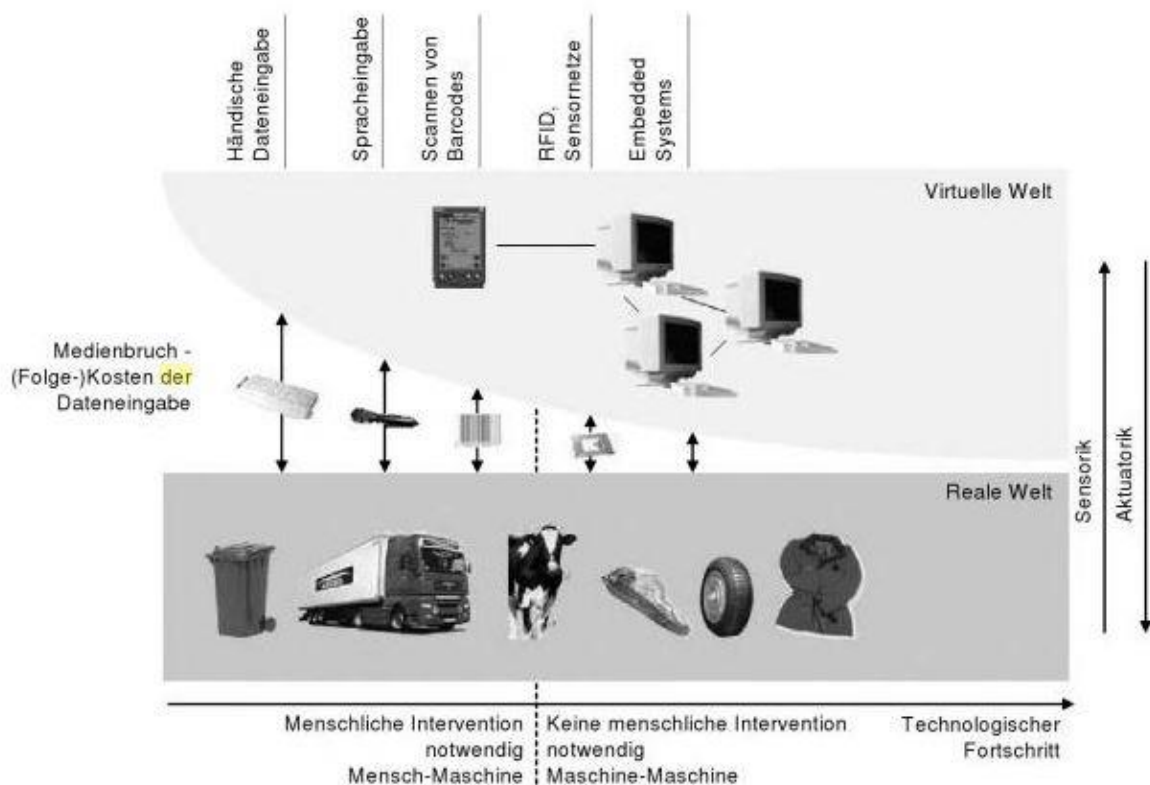 Händische
Dateneingabe
Spracheingabe
Scannen von
Barcodes
RFID,
Sensornetze
Embedded
Systems
Virtuelle Welt
Medienbruch -
(Folge-)Kosten der
Dateneingabe
Reale Welt
Sensorik
Aktuatorik
Menschliche Intervention
notwendig
Mensch-Maschine
Keine menschliche Intervention
notwendig
Maschine-Maschine
Technologischer
Fortschritt